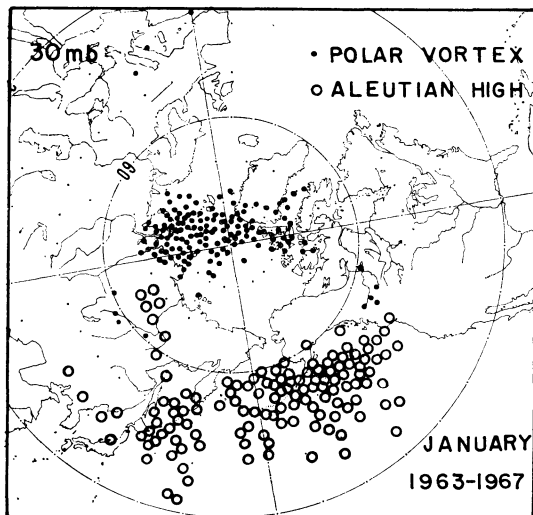 30mb
• POLAR VORTEX
o ALEUTIAN HIGH
60
JANUARY
1963-1967